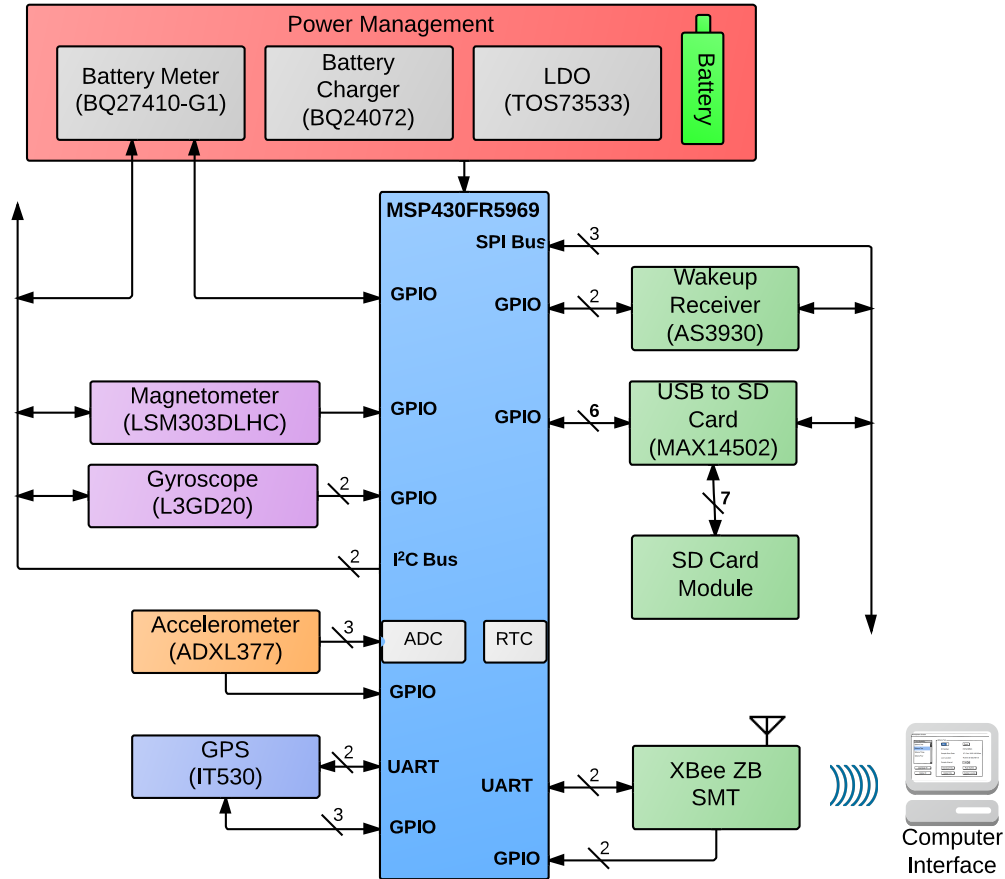 Power Management
Battery Meter
(BQ27410-G1)
Battery
Charger
(BQ24072)
LDO
(TOS73533)
Battery
MSP430FR5969
SPI Bus
3
GPIO
GPIO
2
Wakeup
Receiver
(AS3930)
Magnetometer
(LSM303DLHC)
GPIO
GPIO
6
USB to SD
Card
(MAX14502)
Gyroscope
(L3GD20)
2
GPIO
7
2
I²C Bus
SD Card
Module
Accelerometer
(ADXL377)
3
ADC
RTC
GPIO
GPS
(IT530)
2
UART
3
GPIO
UART
2
XBee ZB
SMT
GPIO
2
Computer
Interface